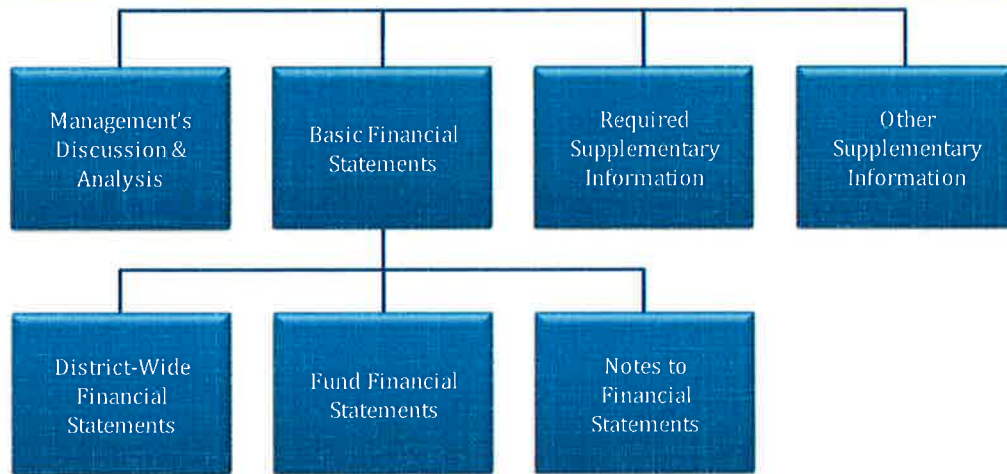 Management's
Discussion &
Analysis
Basic Financial
Statements
Required
Supplementary
Information
Other
Supplementary
Information
District-Wide
Financial
Statements
Fund Financial
Statements
Notes to
Financial
Statements